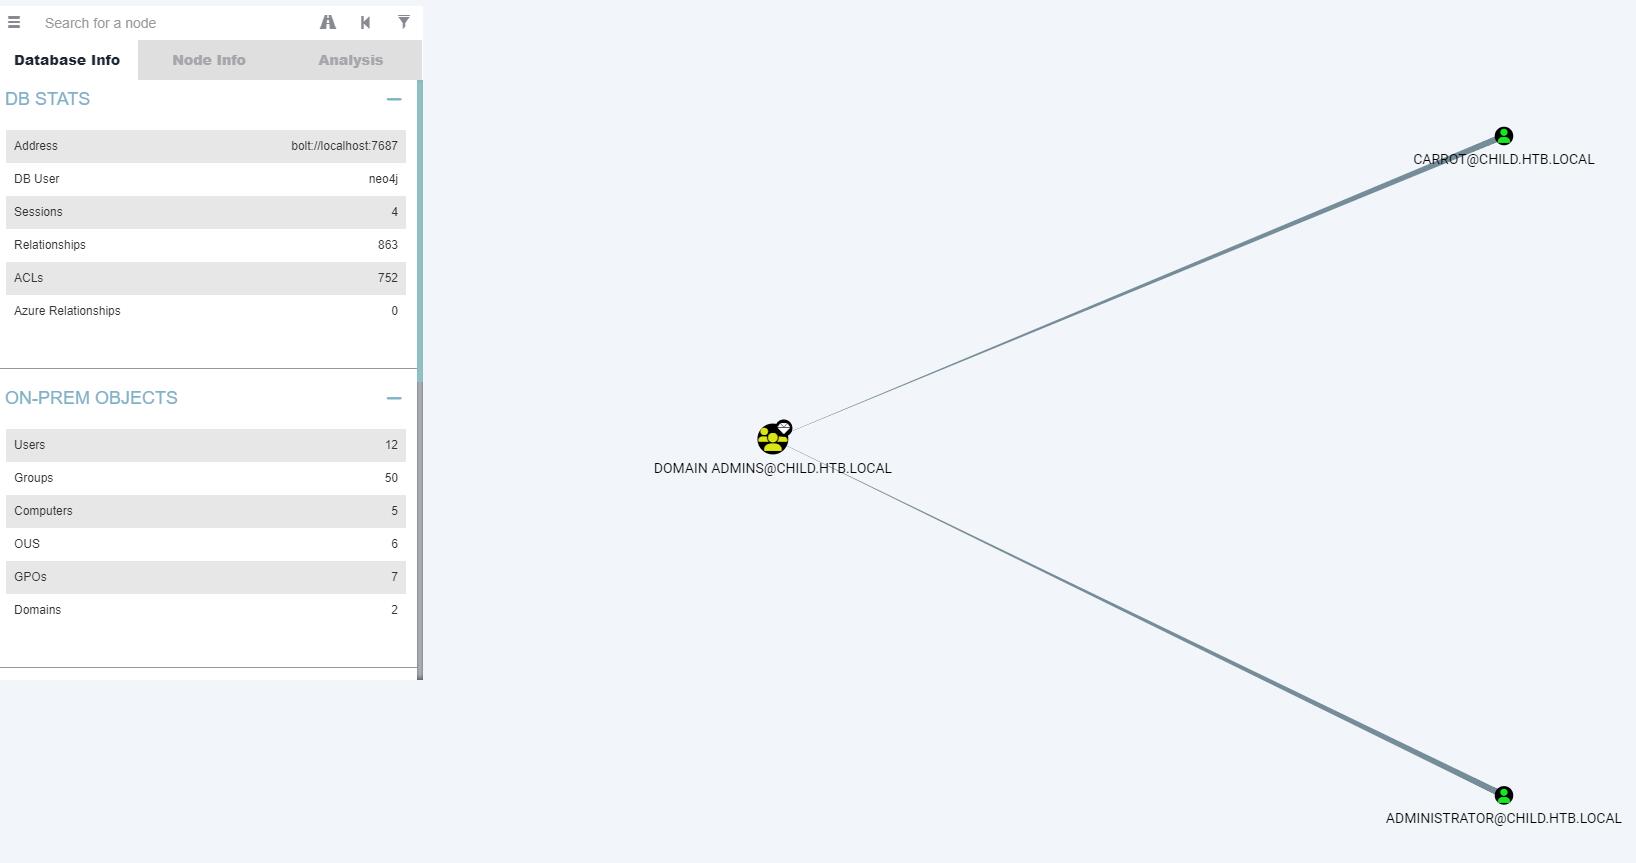 Search for a node
Database Info Node Info Analysis
DB STATS
Address bolt://localhost:7687
DB User neo4j
Sessions 4
Relationships 863
ACLs 752
Azure Relationships 0
ON-PREM OBJECTS
Users 12
Groups 50
Computers 5
OUS 6
GPOs 7
Domains 2
CARROT@CHILD.HTB.LOCAL
DOMAIN ADMINS@CHILD.HTB.LOCAL
ADMINISTRATOR@CHILD.HTB.LOCAL